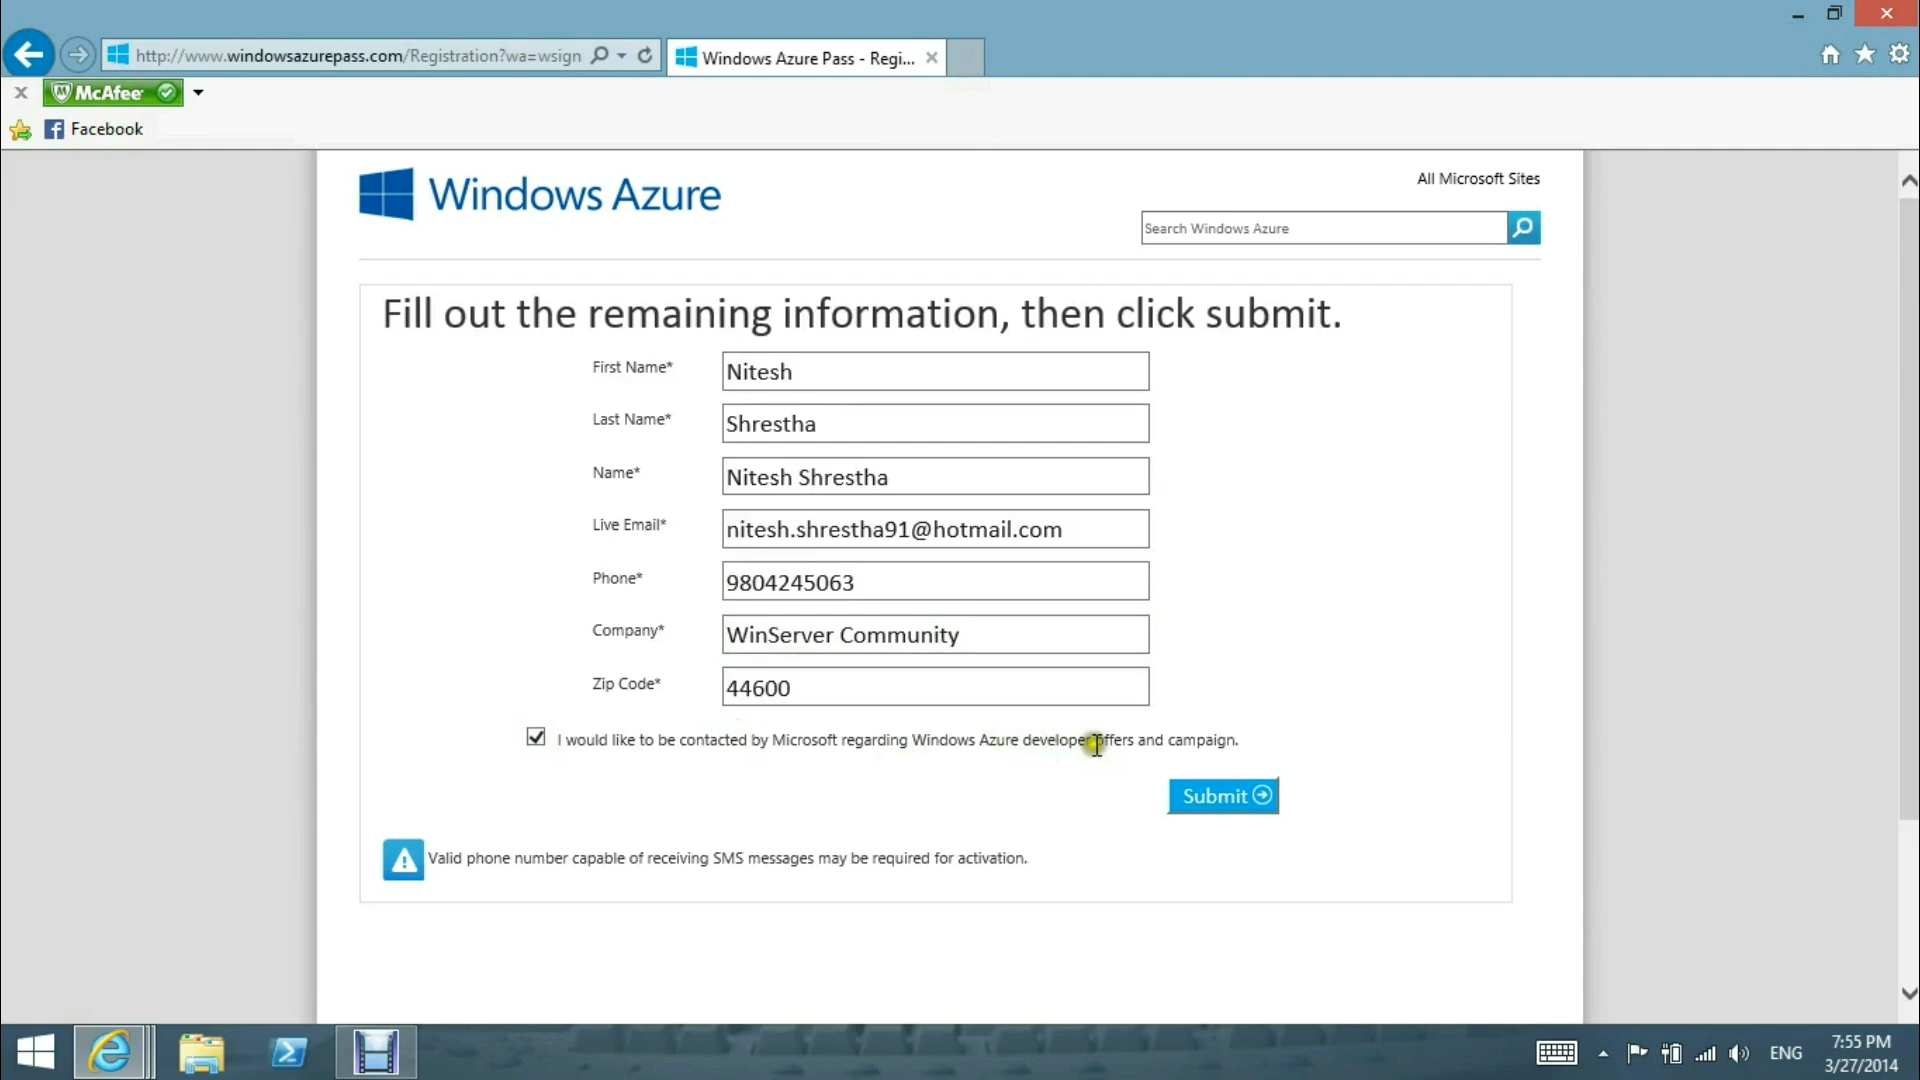 http://www.windowsazurepass.com/Registration?wa=wsign
Windows Azure Pass - Regi...
McAfee
Facebook
Windows Azure
All Microsoft Sites
Search Windows Azure
Fill out the remaining information, then click submit.
First Name* Nitesh
Last Name* Shrestha
Name* Nitesh Shrestha
Live Email* nitesh.shrestha91@hotmail.com
Phone* 9804245063
Company* WinServer Community
Zip Code* 44600
I would like to be contacted by Microsoft regarding Windows Azure developer offers and campaign.
Submit
Valid phone number capable of receiving SMS messages may be required for activation.
ENG
7:55 PM
3/27/2014